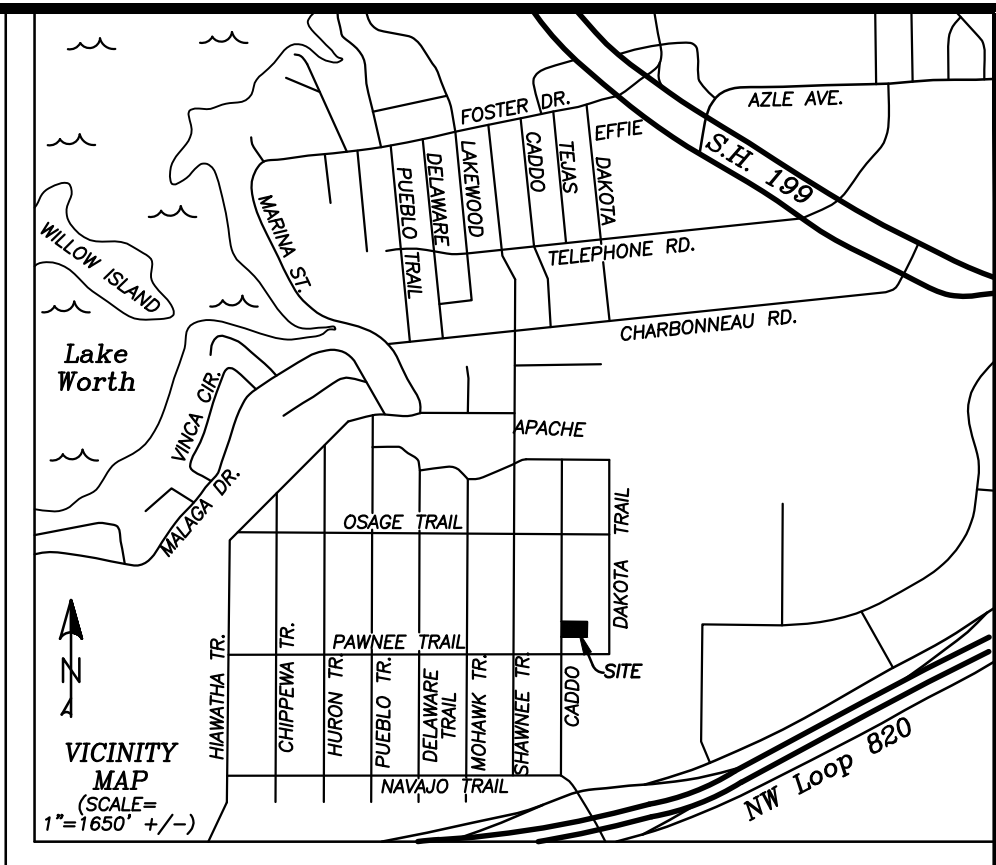 AZLE AVE.
FOSTER DR.
EFFIE
S.H. 199
LAKEWOOD
CADDO
TEJAS
DAKOTA
DELAWARE
PUEBLO TRAIL
MARINA ST.
WILLOW ISLAND
TELEPHONE RD.
CHARBONNEAU RD.
Lake
Worth
VINCA CIR.
MALAGA DR.
APACHE
OSAGE TRAIL
DAKOTA TRAIL
PAWNEE TRAIL
SITE
HIAWATHA TR.
CHIPPEWA TR.
HURON TR.
PUEBLO TR.
DELAWARE
TRAIL
MOHAWK TR.
SHAWNEE TR.
CADDO
NAVAJO TRAIL
NW Loop 820
N
VICINITY
MAP
(SCALE=
1"=1650' +/-)